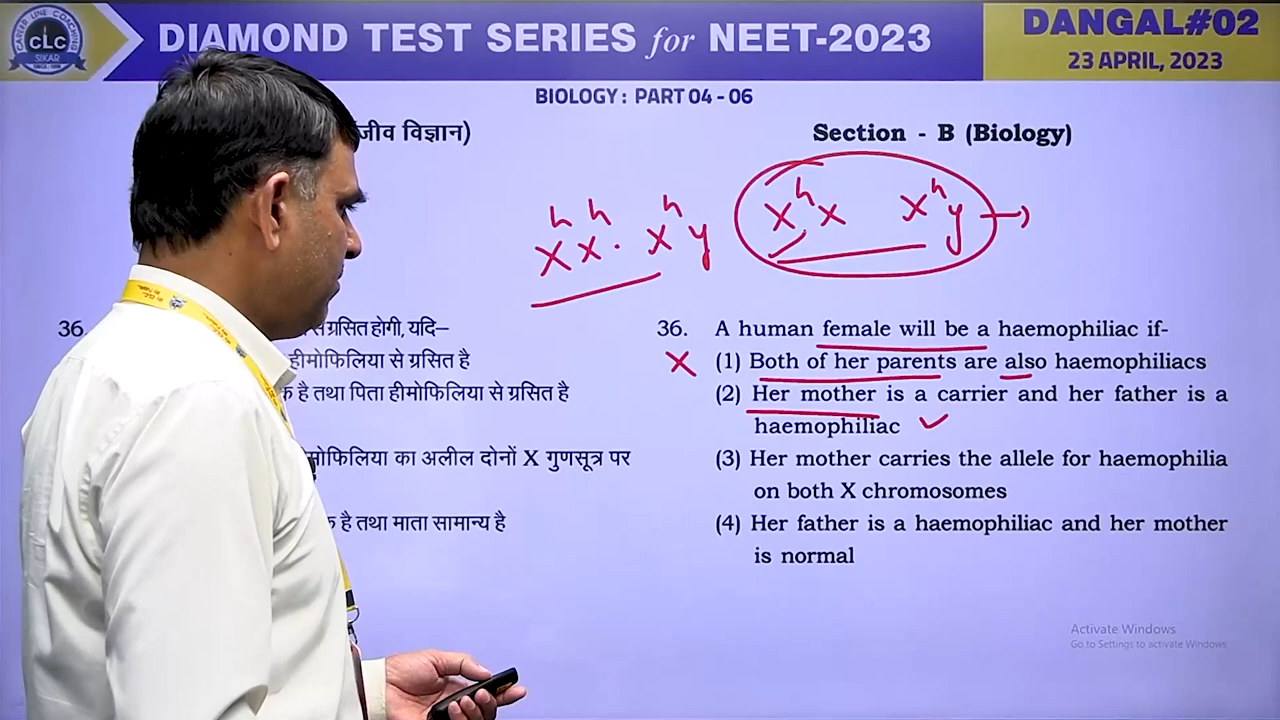 CAREER LINE COACHING
CLC
SIKAR
DIAMOND TEST SERIES for NEET-2023
DANGAL#02
23 APRIL, 2023
BIOLOGY : PART 04 - 06
जीव विज्ञान)
Section - B (Biology)
XʰXʰ. Xʰy
XʰX Xʰy →
36.
से ग्रसित होगी, यदि–
हीमोफिलिया से ग्रसित है
है तथा पिता हीमोफिलिया से ग्रसित है
का अलील दोनों X गुणसूत्र पर
है तथा माता सामान्य है
36. A human female will be a haemophiliac if-
X (1) Both of her parents are also haemophiliacs
(2) Her mother is a carrier and her father is a
haemophiliac ✓
(3) Her mother carries the allele for haemophilia
on both X chromosomes
(4) Her father is a haemophiliac and her mother
is normal
Activate Windows
Go to Settings to activate Windows